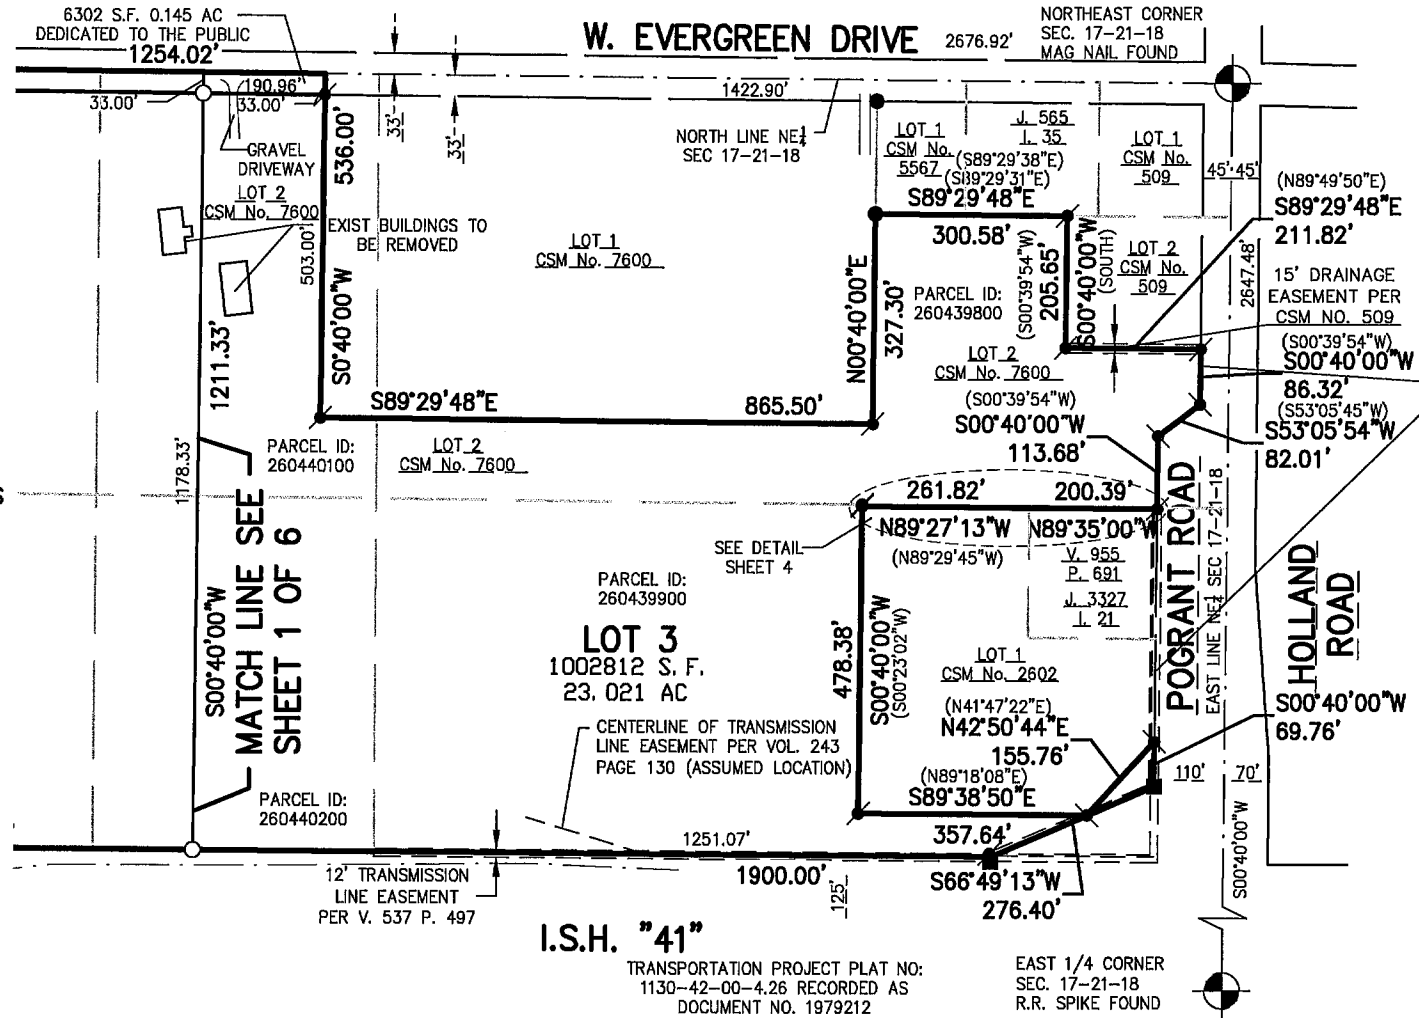 6302 S.F. 0.145 AC
DEDICATED TO THE PUBLIC
1254.02'
W. EVERGREEN DRIVE
2676.92'
NORTHEAST CORNER
SEC. 17-21-18
MAG NAIL FOUND
33.00'
190.96'
33.00'
33'
33'
1422.90'
GRAVEL
DRIVEWAY
536.00'
NORTH LINE NE¼
SEC 17-21-18
LOT 1
CSM No.
5567
J. 565
I. 35
(S89°29'38"E)
(S89°29'31"E)
S89°29'48"E
300.58'
LOT 1
CSM No.
509
45'
45'
(N89°49'50"E)
S89°29'48"E
211.82'
LOT 2
CSM No. 7600
EXIST BUILDINGS TO
BE REMOVED
503.00'
S0°40'00"W
LOT 1
CSM No. 7600
N00°40'00"E
327.30'
PARCEL ID:
260439800
(S00°39'54"W)
205.65'
S00°40'00"W
(SOUTH)
LOT 2
CSM No.
509
2647.48'
15' DRAINAGE
EASEMENT PER
CSM NO. 509
(S00°39'54"W)
S00°40'00"W
86.32'
(S53°05'45"W)
S53°05'54"W
82.01'
1211.33'
LOT 2
CSM No. 7600
(S00°39'54"W)
S00°40'00"W
113.68'
S89°29'48"E
865.50'
PARCEL ID:
260440100
LOT 2
CSM No. 7600
1178.33'
MATCH LINE SEE
SHEET 1 OF 6
S00°40'00"W
261.82'
200.39'
N89°27'13"W
N89°35'00"W
(N89°29'45"W)
SEE DETAIL
SHEET 4
V. 955
P. 691
J. 3327
I. 21
POGRANT ROAD
EAST LINE NE¼ SEC 17-21-18
HOLLAND
ROAD
PARCEL ID:
260439900
LOT 3
1002812 S.F.
23.021 AC
478.38'
S00°40'00"W
(S00°23'02"W)
LOT 1
CSM No. 2602
(N41°47'22"E)
N42°50'44"E
155.76'
S00°40'00"W
69.76'
CENTERLINE OF TRANSMISSION
LINE EASEMENT PER VOL. 243
PAGE 130 (ASSUMED LOCATION)
(N89°18'08"E)
S89°38'50"E
357.64'
110'
70'
PARCEL ID:
260440200
S00°40'00"W
1251.07'
12' TRANSMISSION
LINE EASEMENT
PER V. 537 P. 497
1900.00'
125'
S66°49'13"W
276.40'
I.S.H. "41"
TRANSPORTATION PROJECT PLAT NO:
1130-42-00-4.26 RECORDED AS
DOCUMENT NO. 1979212
EAST 1/4 CORNER
SEC. 17-21-18
R.R. SPIKE FOUND